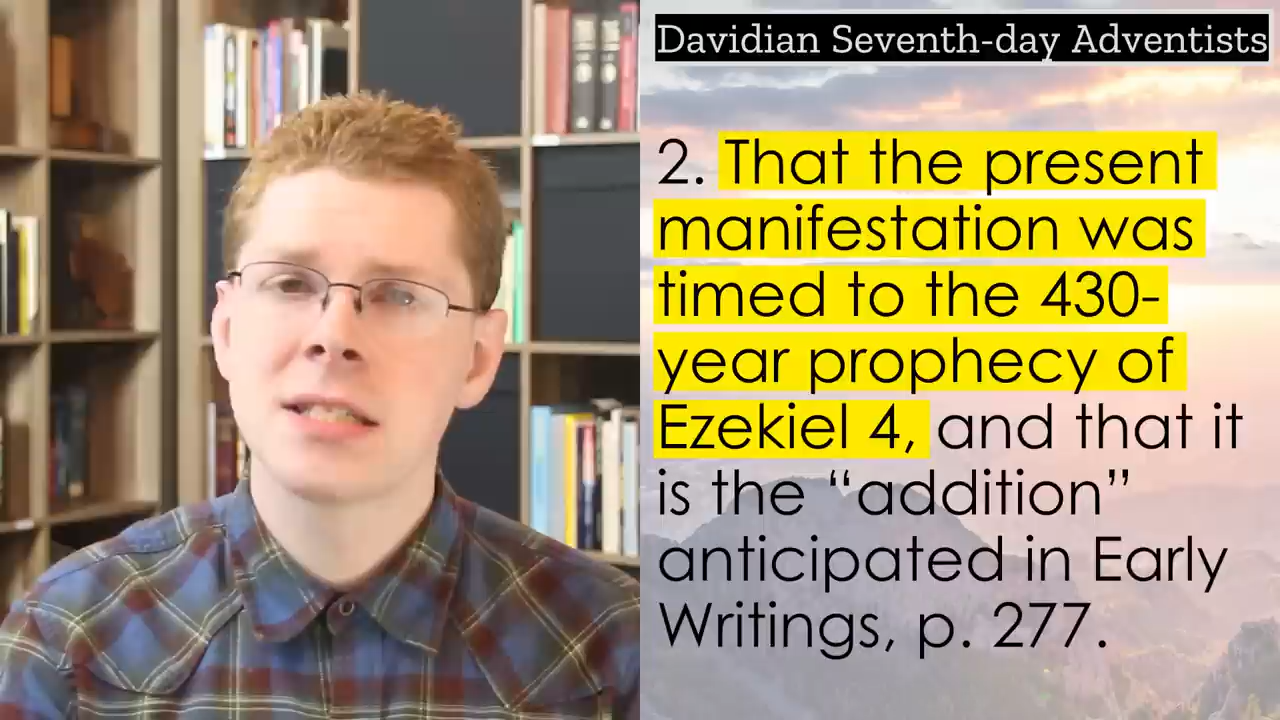 Davidian Seventh-day Adventists
2. That the present
manifestation was
timed to the 430-
year prophecy of
Ezekiel 4, and that it
is the “addition”
anticipated in Early
Writings, p. 277.